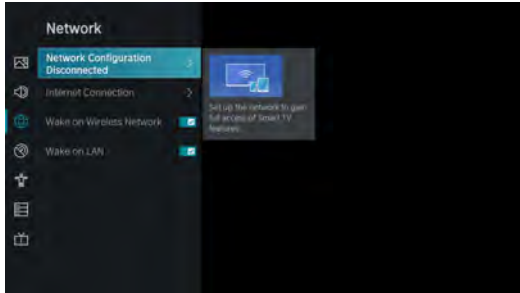 Network
Network Configuration
Disconnected
Internet Connection
Wake on Wireless Network
Wake on LAN
Set up the network to gain
full access of Smart TV
features.